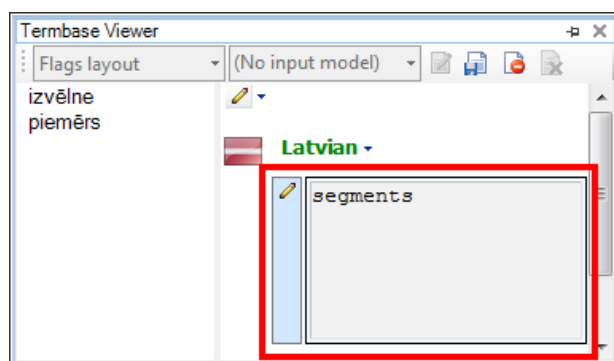 Termbase Viewer
Flags layout (No input model)
izvēlne
piemērs
Latvian
segments